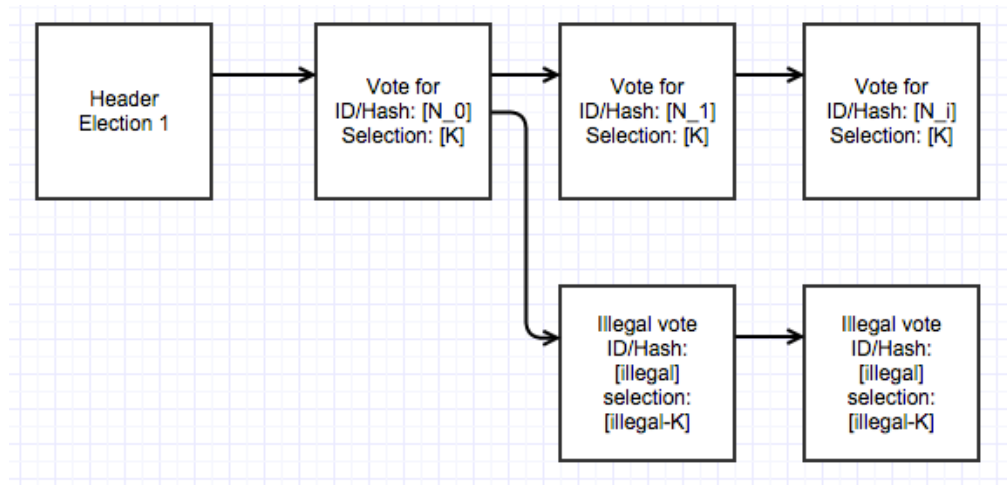 Header
Election 1
Vote for
ID/Hash: [N_0]
Selection: [K]
Vote for
ID/Hash: [N_1]
Selection: [K]
Vote for
ID/Hash: [N_i]
Selection: [K]
Illegal vote
ID/Hash:
[illegal]
selection:
[illegal-K]
Illegal vote
ID/Hash:
[illegal]
selection:
[illegal-K]